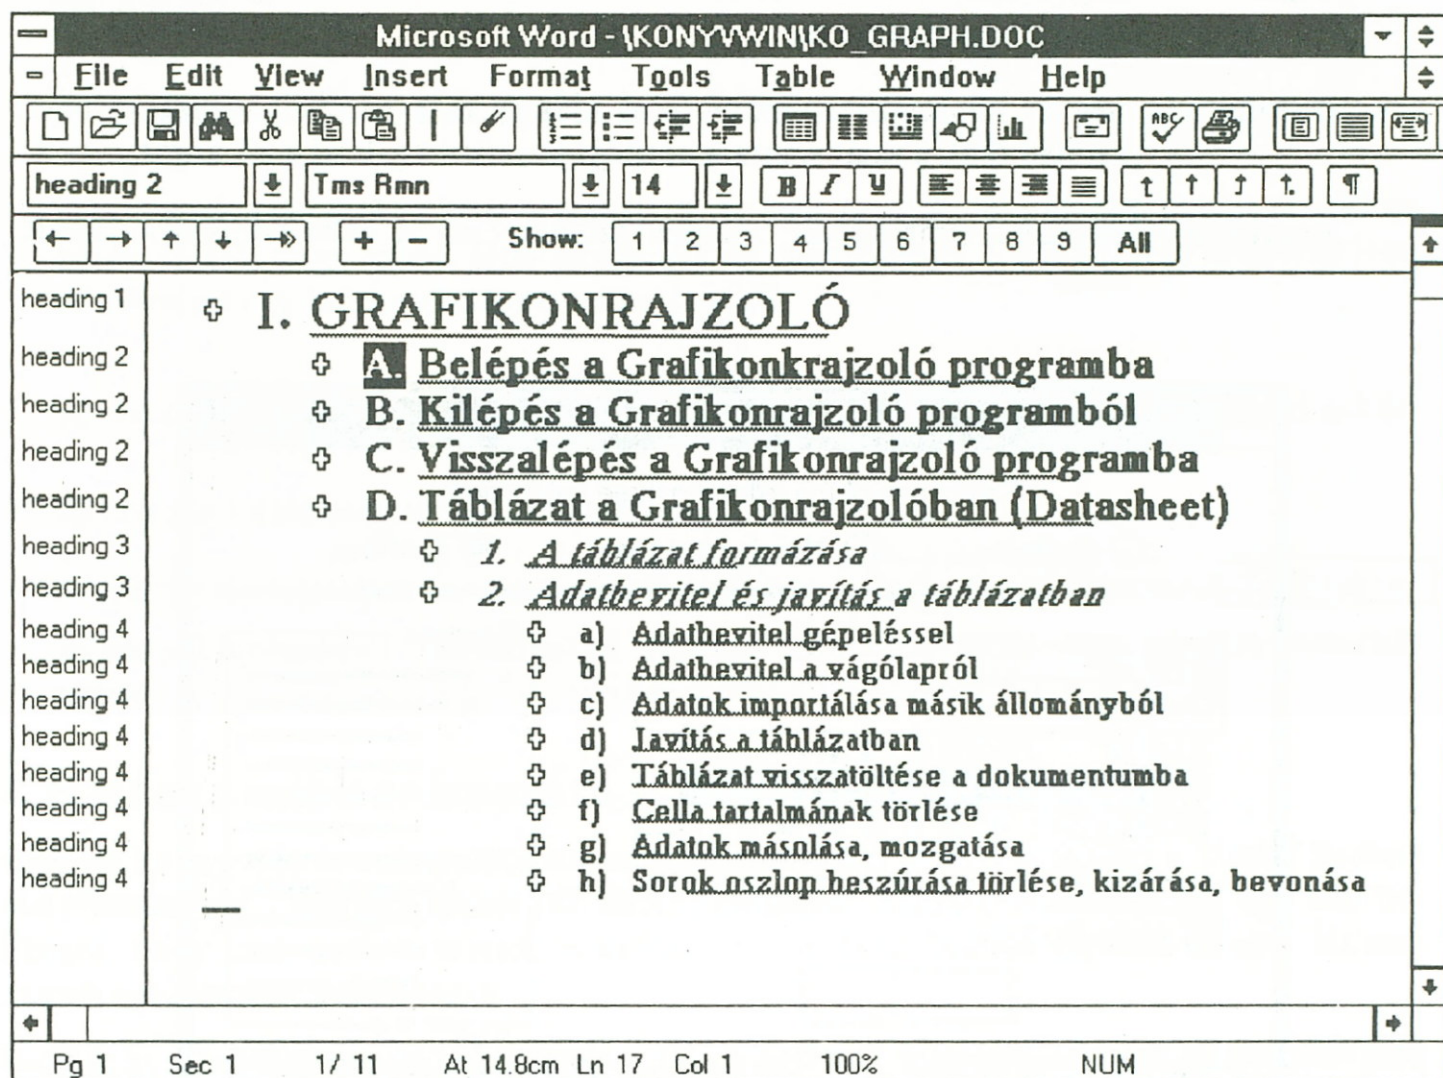 Microsoft Word - \KONYVWIN\KO_GRAPH.DOC
File Edit View Insert Format Tools Table Window Help
ABC
heading 2 Tms Rmn 14 B I U ¶
Show: 1 2 3 4 5 6 7 8 9 All
heading 1 I. GRAFIKONRAJZOLÓ
heading 2 A. Belépés a Grafikonkrajzoló programba
heading 2 B. Kilépés a Grafikonrajzoló programból
heading 2 C. Visszalépés a Grafikonrajzoló programba
heading 2 D. Táblázat a Grafikonrajzolóban (Datasheet)
heading 3 1. A táblázat formázása
heading 3 2. Adatbevitel és javítás a táblázatban
heading 4 a) Adatbevitel gépeléssel
heading 4 b) Adatbevitel a vágólapról
heading 4 c) Adatok importálása másik állományból
heading 4 d) Javítás a táblázatban
heading 4 e) Táblázat visszatöltése a dokumentumba
heading 4 f) Cella tartalmának törlése
heading 4 g) Adatok másolása, mozgatása
heading 4 h) Sorok oszlop beszúrása törlése, kizárása, bevonása
Pg 1 Sec 1 1/ 11 At 14.8cm Ln 17 Col 1 100% NUM